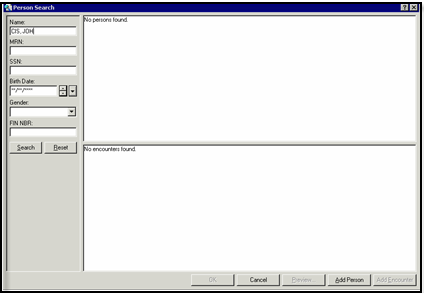 Person Search
Name:
CIS, JOH
MRN:
SSN:
Birth Date:
**/**/****
Gender:
FIN NBR:
Search Reset
No persons found.
No encounters found.
OK Cancel Preview... Add Person Add Encounter